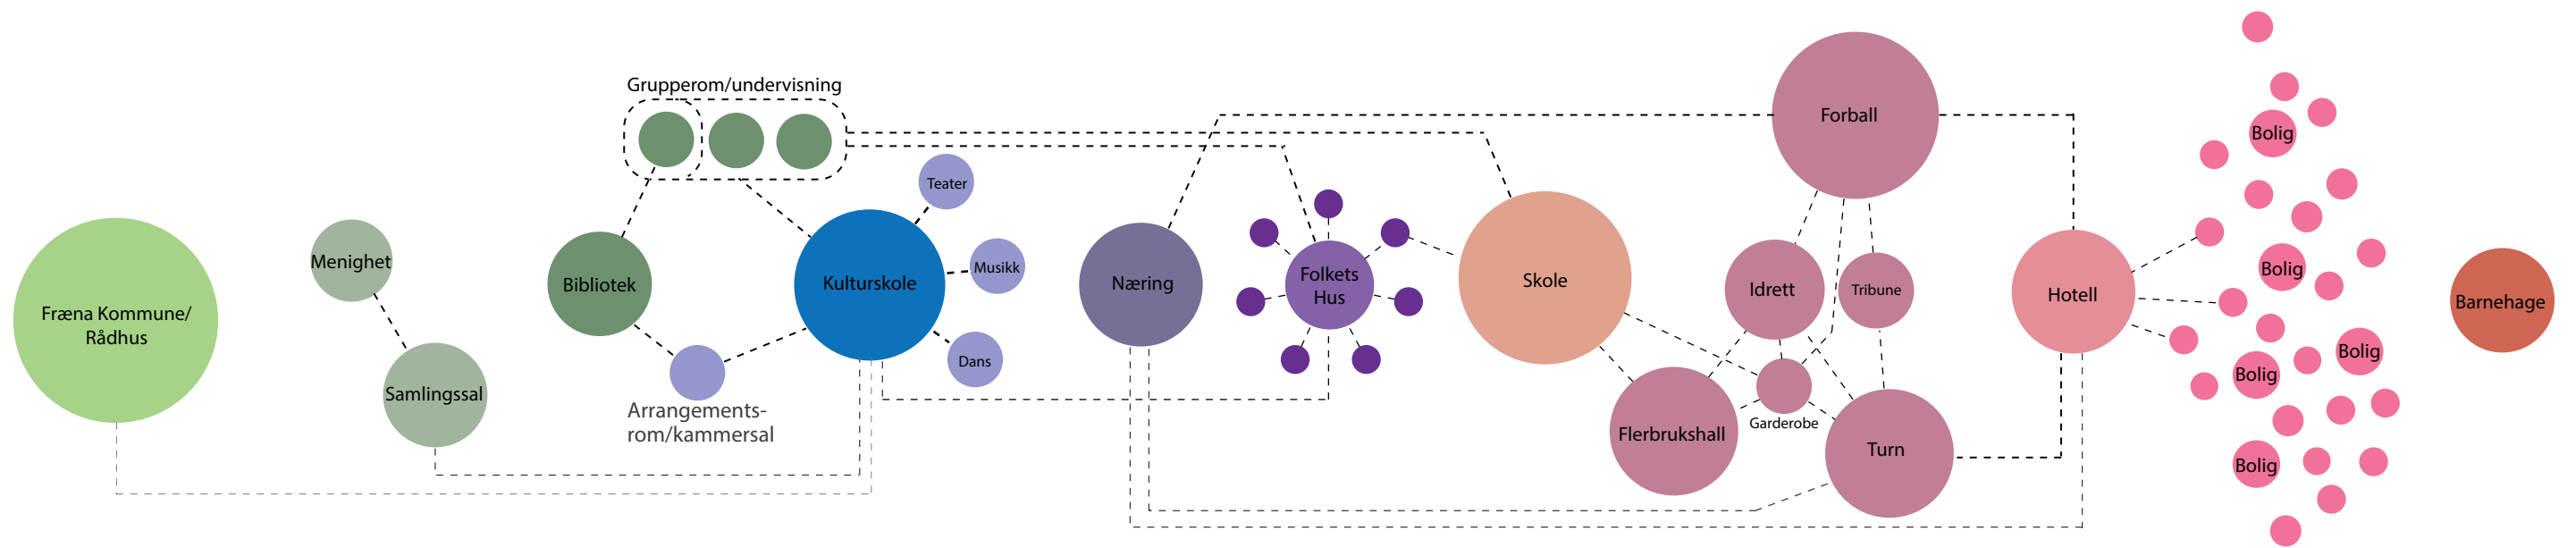 Fræna Kommune/
Rådhus
Menighet
Samlingssal
Grupperom/undervisning
Bibliotek
Arrangements-
rom/kammersal
Kulturskole
Teater
Musikk
Dans
Næring
Folkets
Hus
Skole
Forball
Idrett
Tribune
Flerbrukshall
Garderobe
Turn
Hotell
Bolig
Bolig
Bolig
Bolig
Bolig
Barnehage